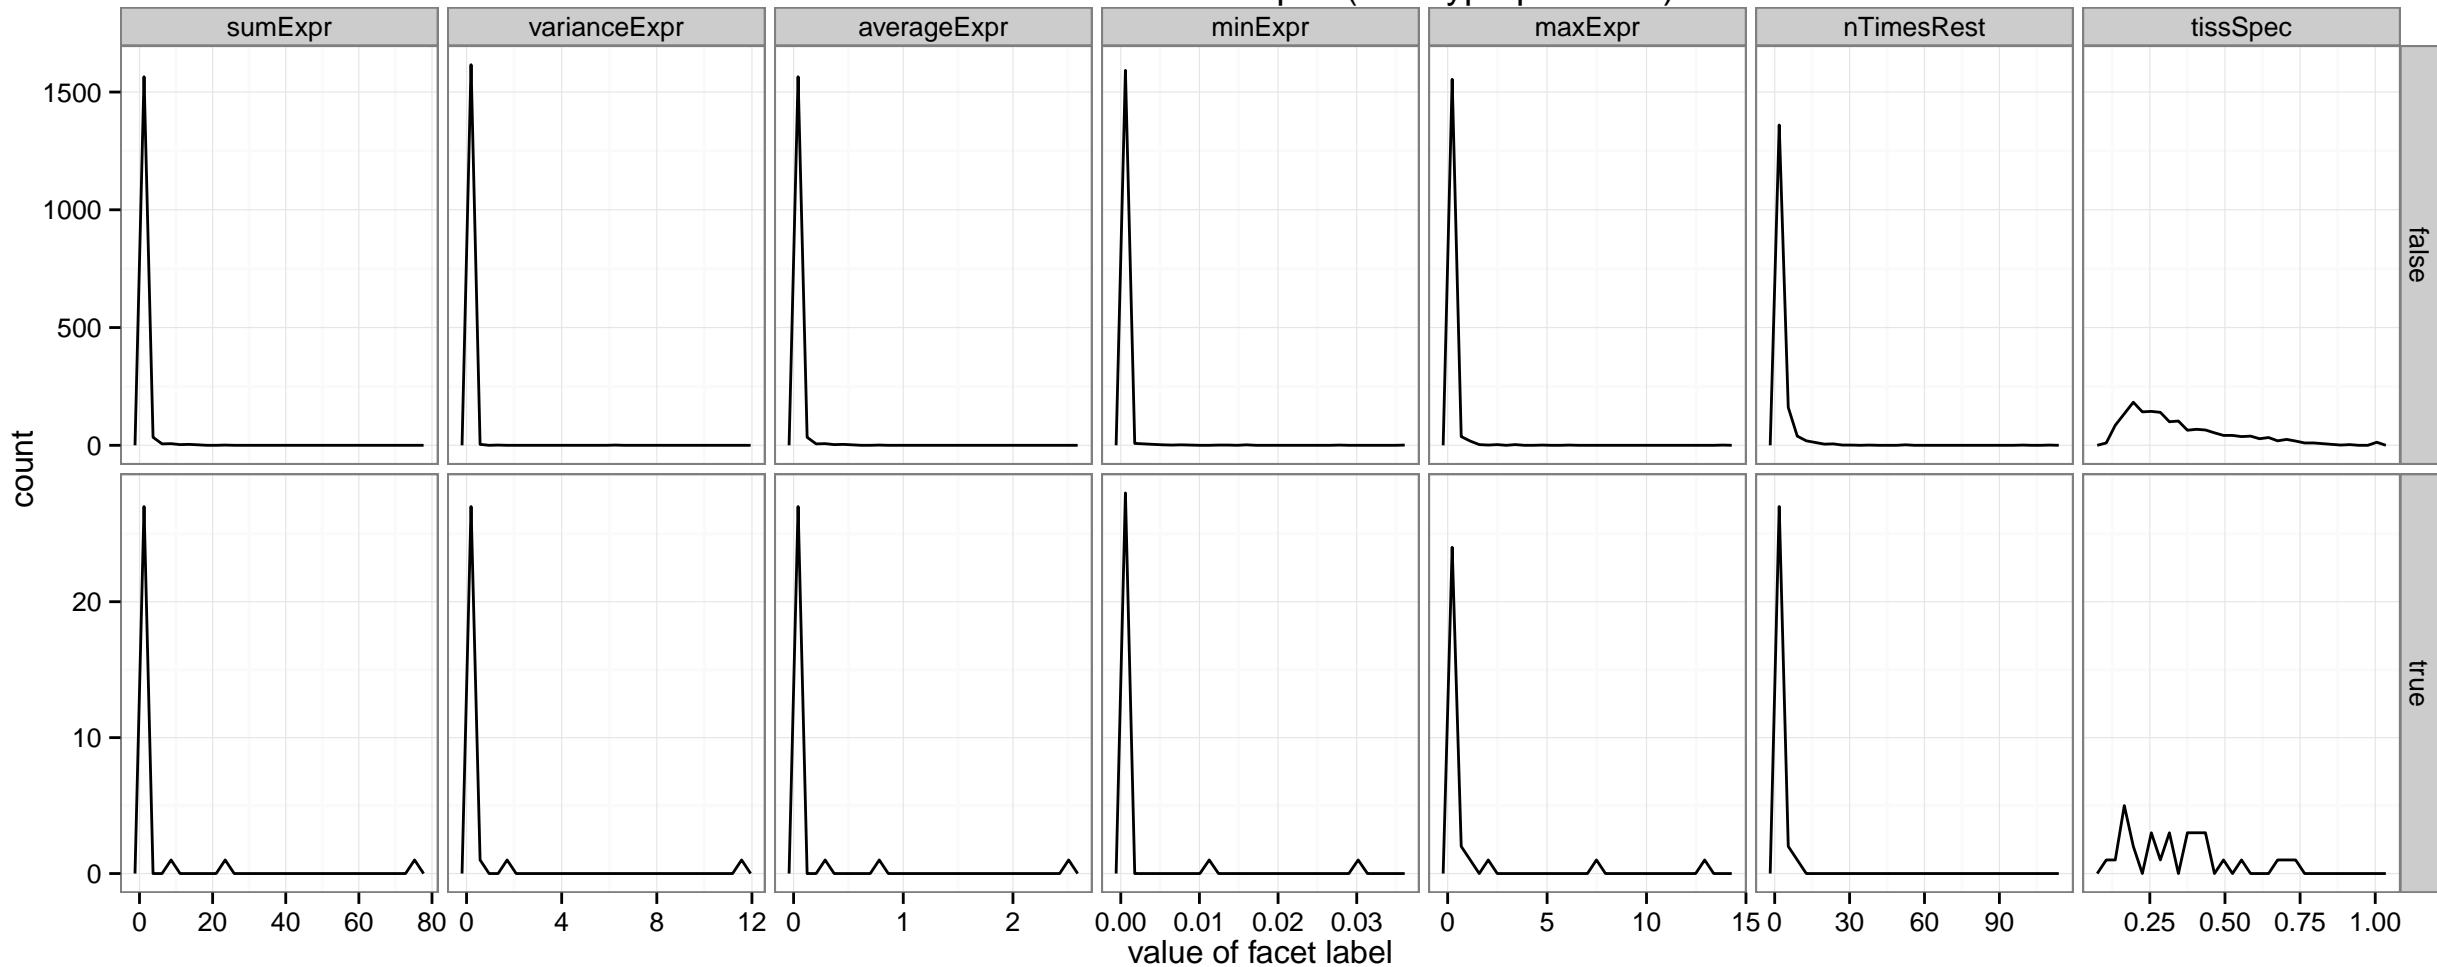 sumExpr varianceExpr averageExpr minExpr maxExpr nTimesRest tissSpec
1500
1000
500
0
false
count
20
10
0
true
0 20 40 60 80 0 4 8 12 0 1 2 0.00 0.01 0.02 0.03 0 5 10 15 0 30 60 90 0.25 0.50 0.75 1.00
value of facet label